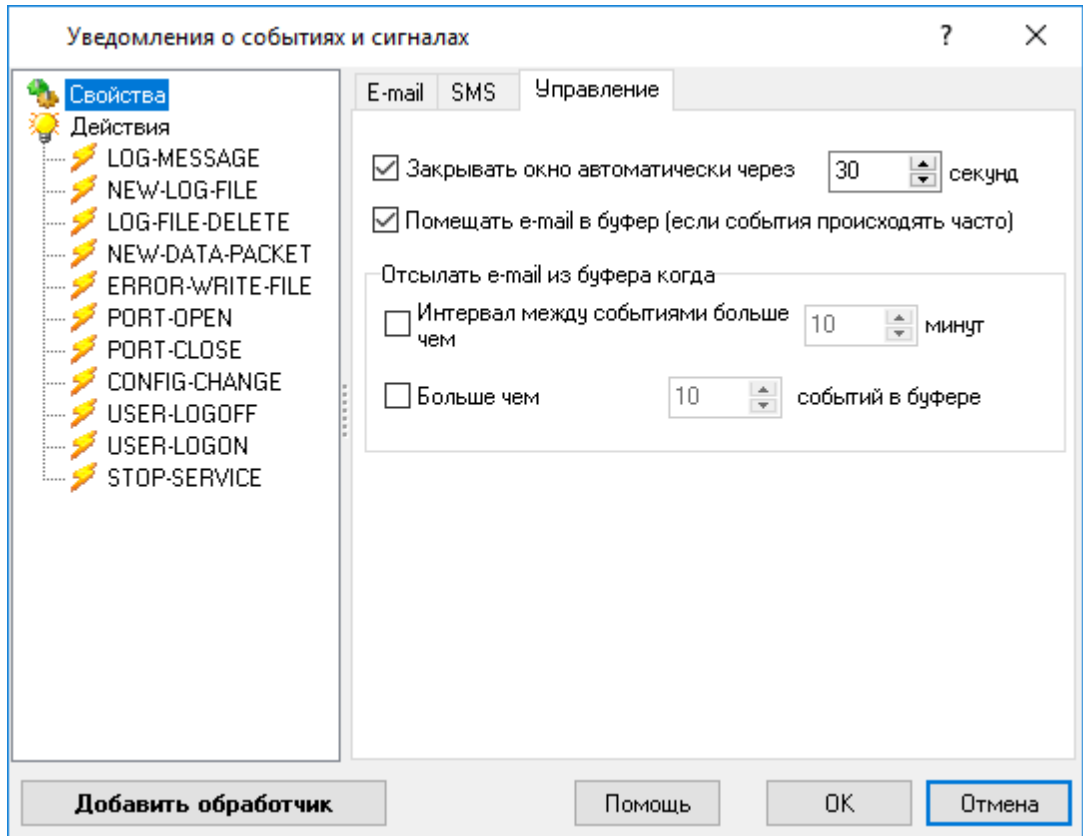 Уведомления о событиях и сигналах
Свойства
Действия
LOG-MESSAGE
NEW-LOG-FILE
LOG-FILE-DELETE
NEW-DATA-PACKET
ERROR-WRITE-FILE
PORT-OPEN
PORT-CLOSE
CONFIG-CHANGE
USER-LOGOFF
USER-LOGON
STOP-SERVICE
E-mail SMS Управление
Закрывать окно автоматически через 30 секунд
Помещать e-mail в буфер (если события происходят часто)
Отсылать e-mail из буфера когда
Интервал между событиями больше
чем 10 минут
Больше чем 10 событий в буфере
Добавить обработчик Помощь OK Отмена